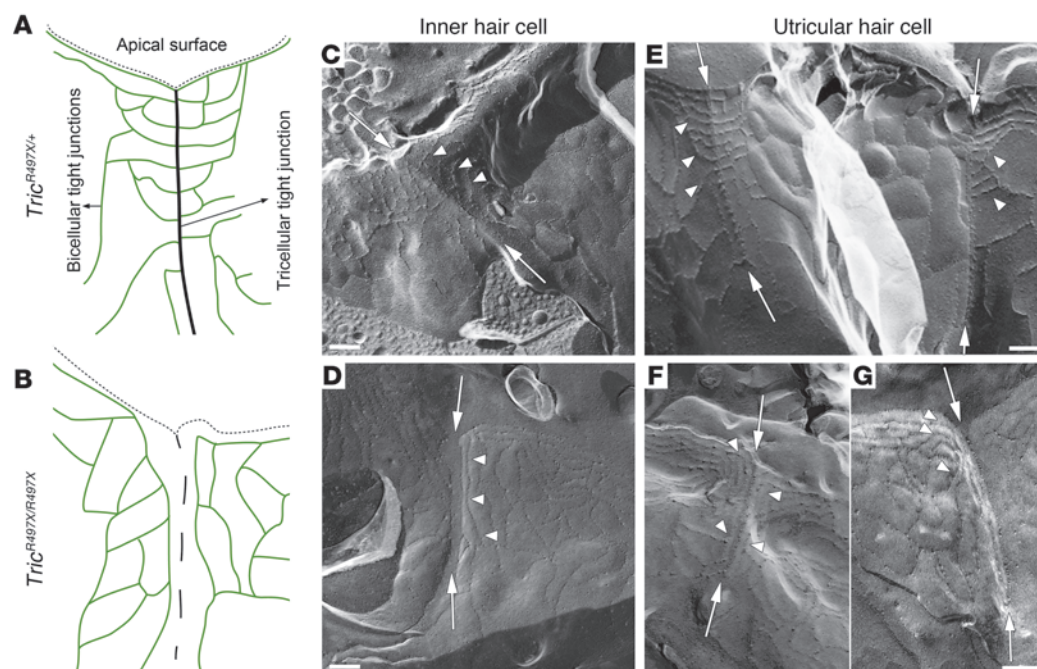 Inner hair cell
Utricular hair cell
A
Apical surface
Bicellular tight junctions
Tricellular tight junction
Tric^R497X/+
C
E
B
Tric^R497X/R497X
D
F
G